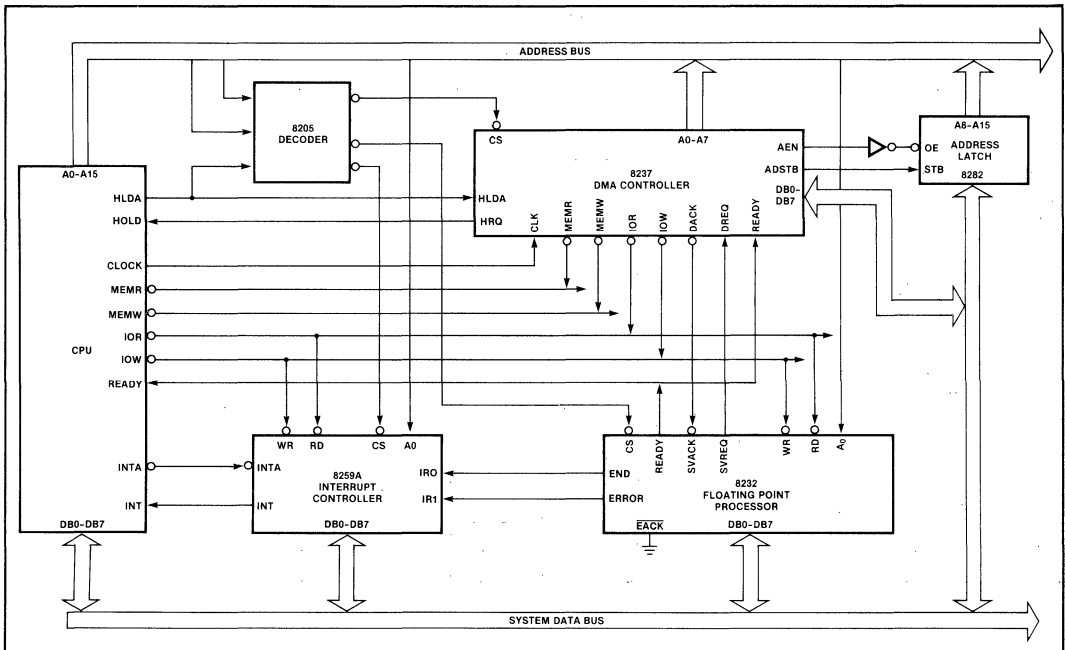 ADDRESS BUS
8205
DECODER
CS
A0-A7
8237
DMA CONTROLLER
AEN
ADSTB
DB0-
DB7
HLDA
HRQ
CLK
MEMR
MEMW
IOR
IOW
DACK
DREQ
READY
A8-A15
OE
ADDRESS
LATCH
STB
8282
A0-A15
HLDA
HOLD
CLOCK
MEMR
MEMW
IOR
IOW
CPU
READY
INTA
INT
DB0-DB7
WR
RD
CS
A0
INTA
8259A
INTERRUPT
CONTROLLER
IRO
IR1
INT
DB0-DB7
CS
READY
SVACK
SVREQ
WR
RD
A0
END
ERROR
8232
FLOATING POINT
PROCESSOR
EACK
DB0-DB7
SYSTEM DATA BUS